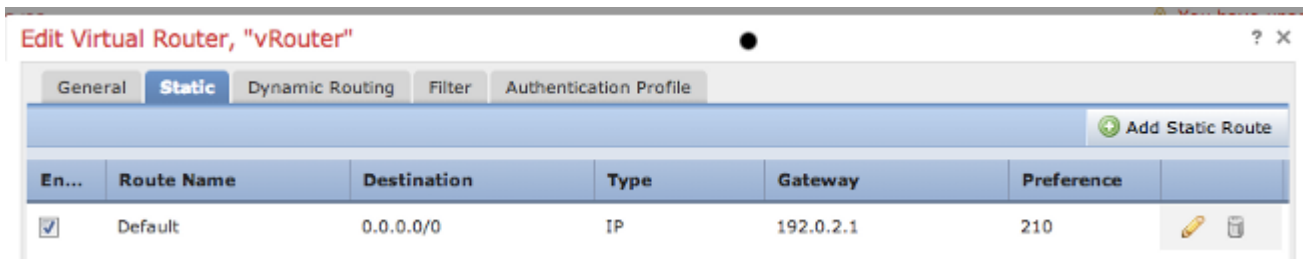 Edit Virtual Router, "vRouter" ? ×
General Static Dynamic Routing Filter Authentication Profile
Add Static Route
En... Route Name Destination Type Gateway Preference
Default 0.0.0.0/0 IP 192.0.2.1 210